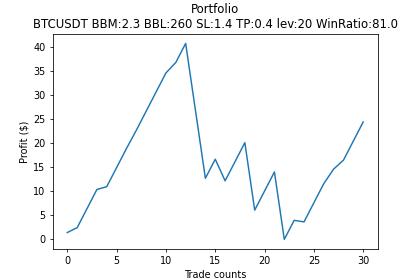 Portfolio
BTCUSDT BBM:2.3 BBL:260 SL:1.4 TP:0.4 lev:20 WinRatio:81.0
40
35
30
25
20
15
10
5
0
Profit ($)
0 5 10 15 20 25 30
Trade counts